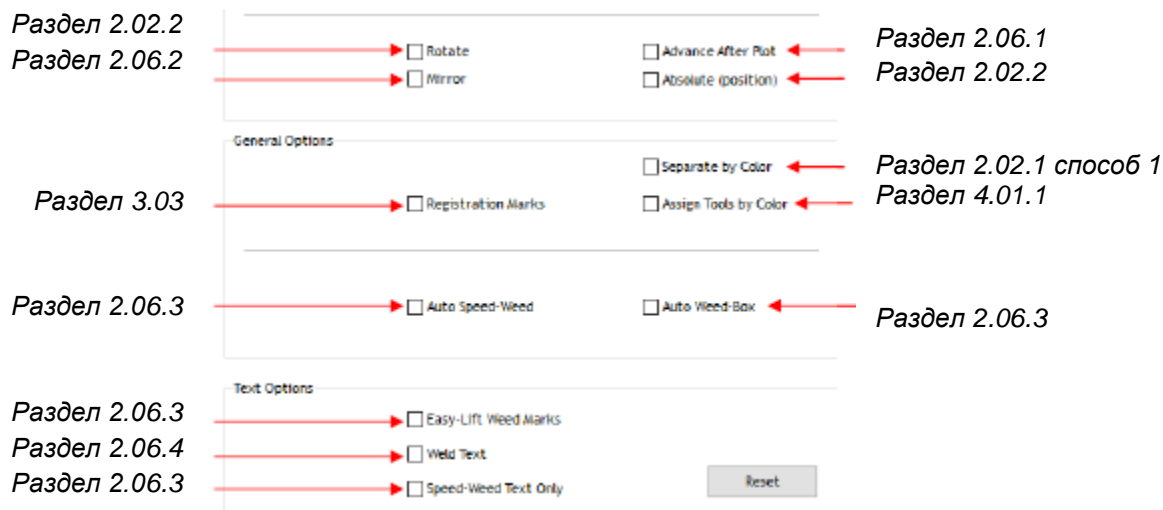 Раздел 2.02.2
Rotate
Advance After Plot
Раздел 2.06.1
Раздел 2.06.2
Mirror
Absolute (position)
Раздел 2.02.2
General Options
Separate by Color
Раздел 2.02.1 способ 1
Раздел 3.03
Registration Marks
Assign Tools by Color
Раздел 4.01.1
Раздел 2.06.3
Auto Speed-Weed
Auto Weed-Box
Раздел 2.06.3
Text Options
Раздел 2.06.3
Easy-Lift Weed Marks
Раздел 2.06.4
Weld Text
Раздел 2.06.3
Speed-Weed Text Only
Reset